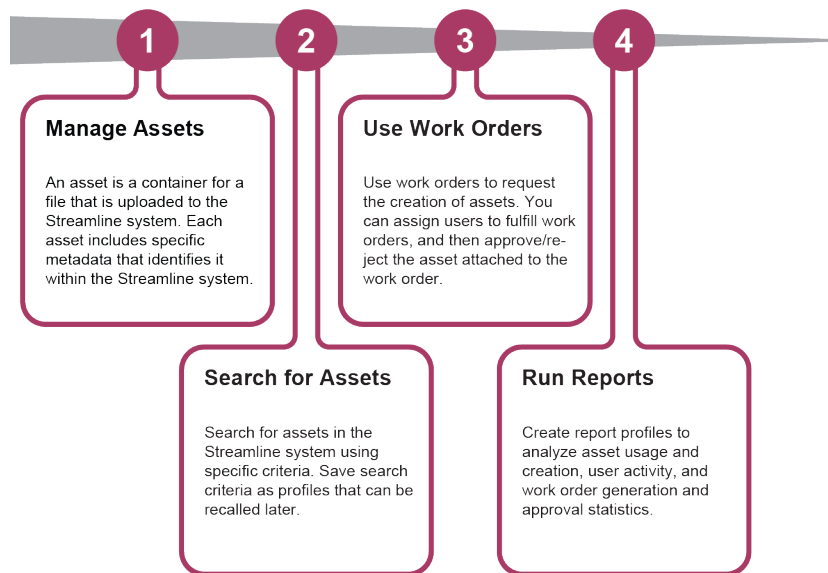 1
Manage Assets
An asset is a container for a
file that is uploaded to the
Streamline system. Each
asset includes specific
metadata that identifies it
within the Streamline system.
2
Search for Assets
Search for assets in the
Streamline system using
specific criteria. Save search
criteria as profiles that can be
recalled later.
3
Use Work Orders
Use work orders to request
the creation of assets. You
can assign users to fulfill work
orders, and then approve/re-
ject the asset attached to the
work order.
4
Run Reports
Create report profiles to
analyze asset usage and
creation, user activity, and
work order generation and
approval statistics.